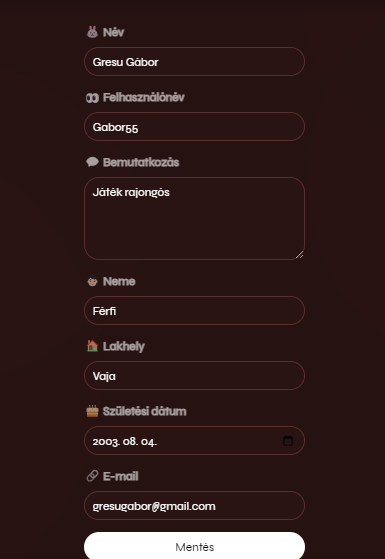 Név
Gresu Gábor
Felhasználónév
Gabor55
Bemutatkozás
Játék rajongós
Neme
Férfi
Lakhely
Vaja
Születési dátum
2003. 08. 04.
E-mail
gresugabor@gmail.com
Mentés